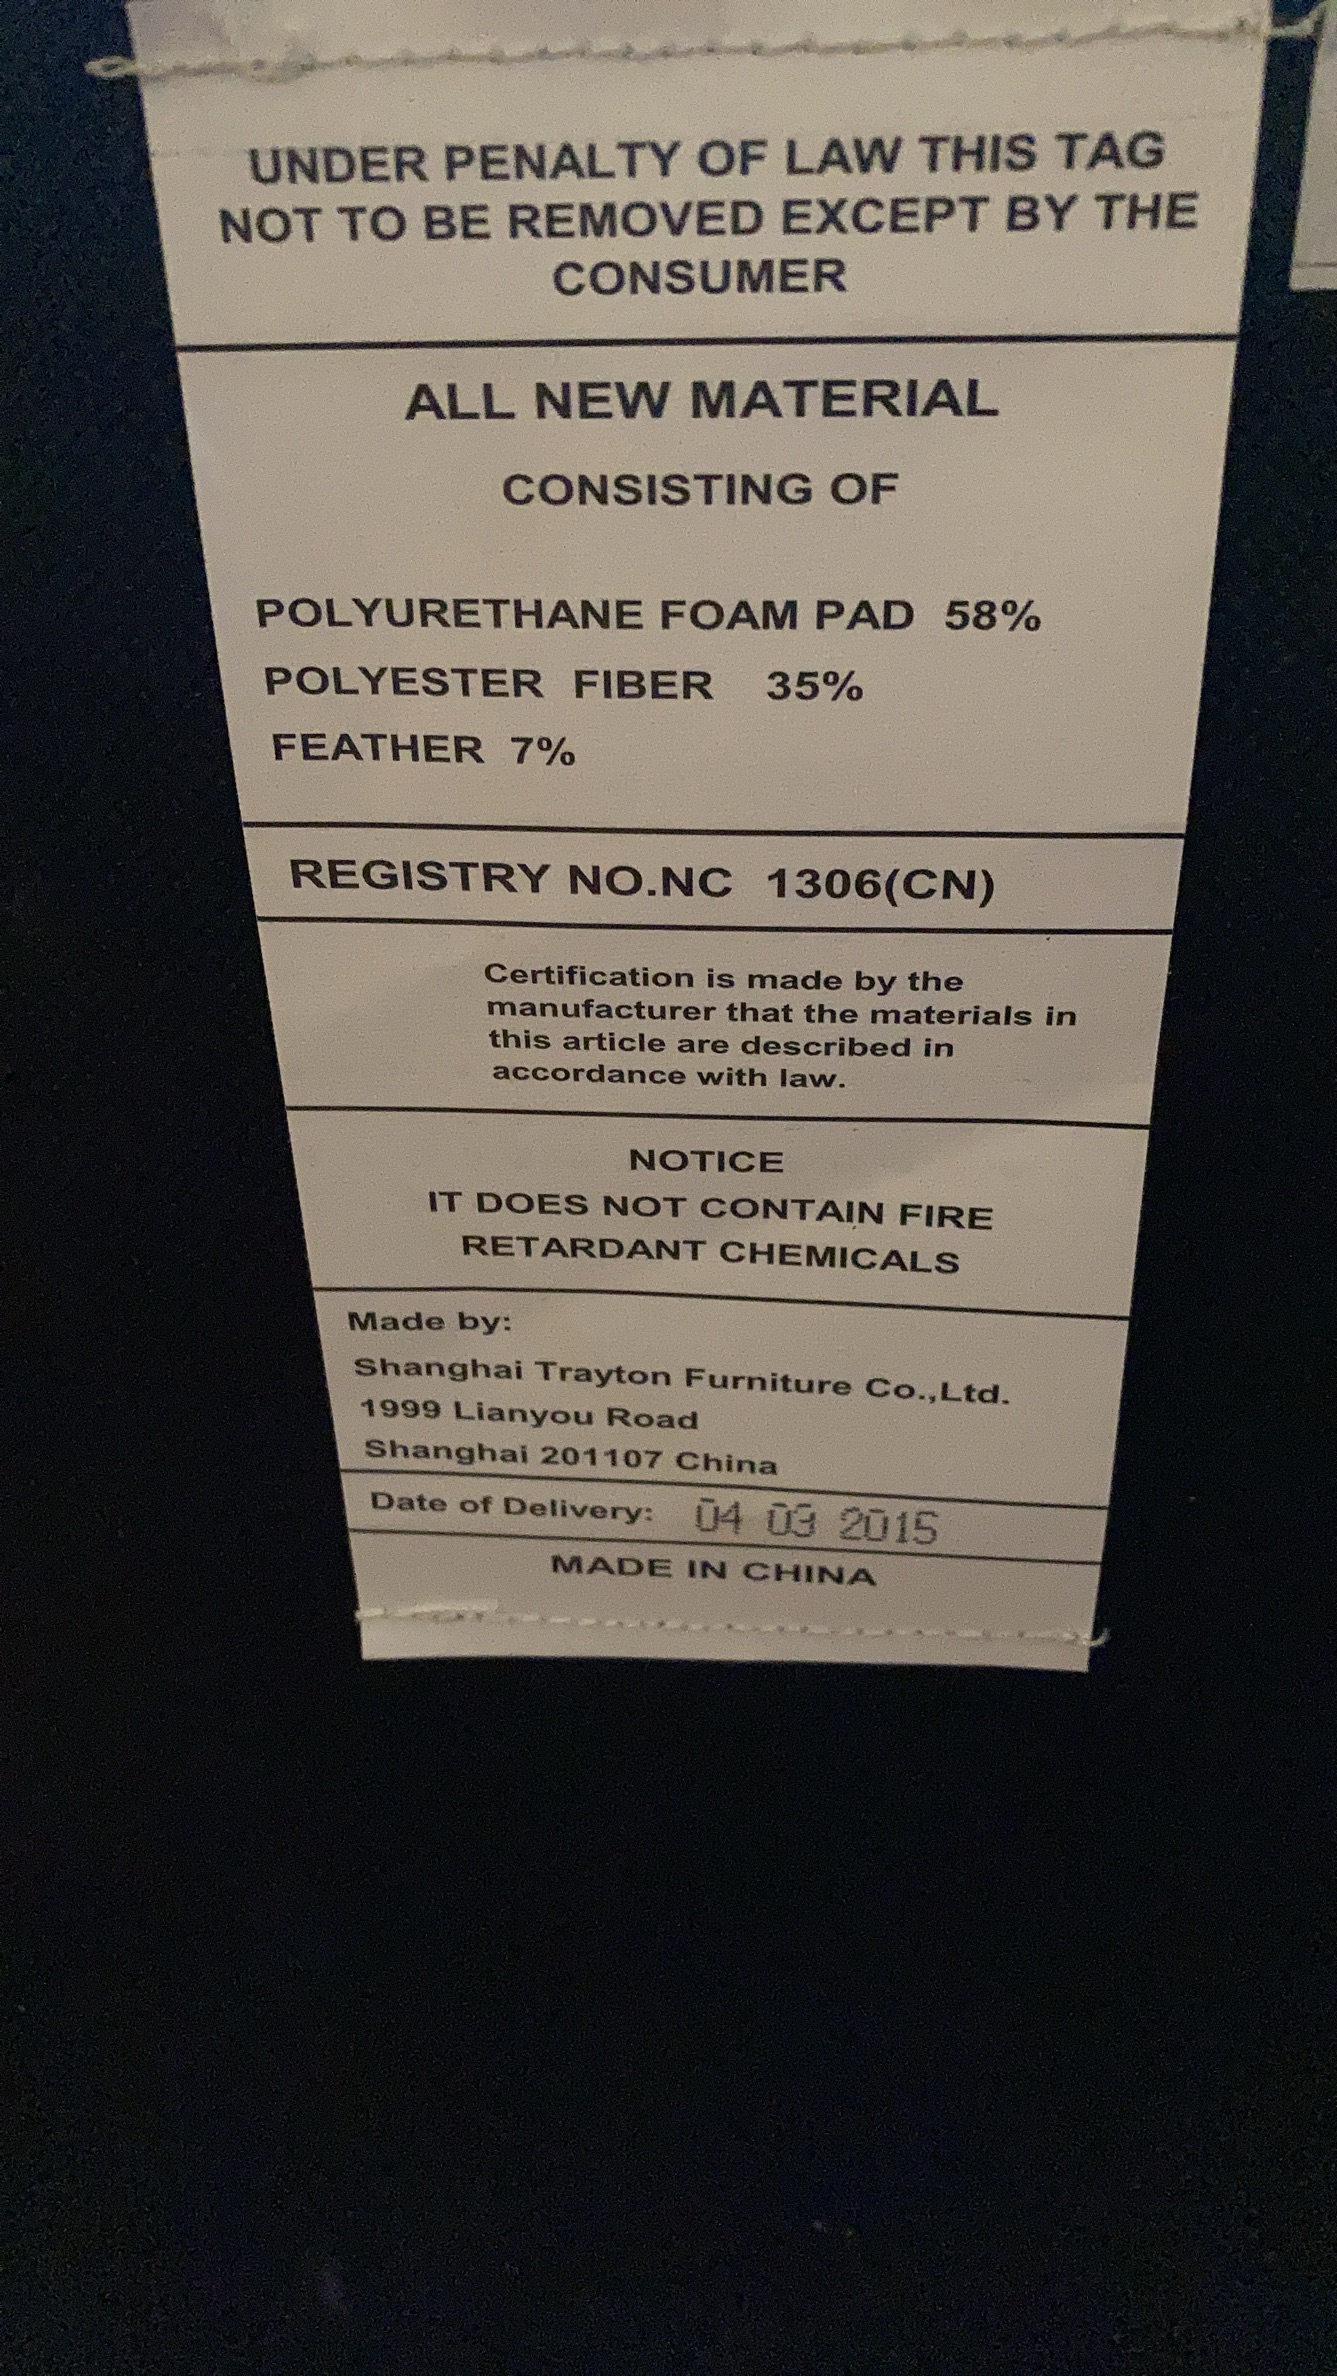 UNDER PENALTY OF LAW THIS TAG
NOT TO BE REMOVED EXCEPT BY THE
CONSUMER
ALL NEW MATERIAL
CONSISTING OF
POLYURETHANE FOAM PAD 58%
POLYESTER FIBER 35%
FEATHER 7%
REGISTRY NO.NC 1306(CN)
Certification is made by the
manufacturer that the materials in
this article are described in
accordance with law.
NOTICE
IT DOES NOT CONTAIN FIRE
RETARDANT CHEMICALS
Made by:
Shanghai Trayton Furniture Co.,Ltd.
1999 Lianyou Road
Shanghai 201107 China
Date of Delivery: 04 03 2015
MADE IN CHINA